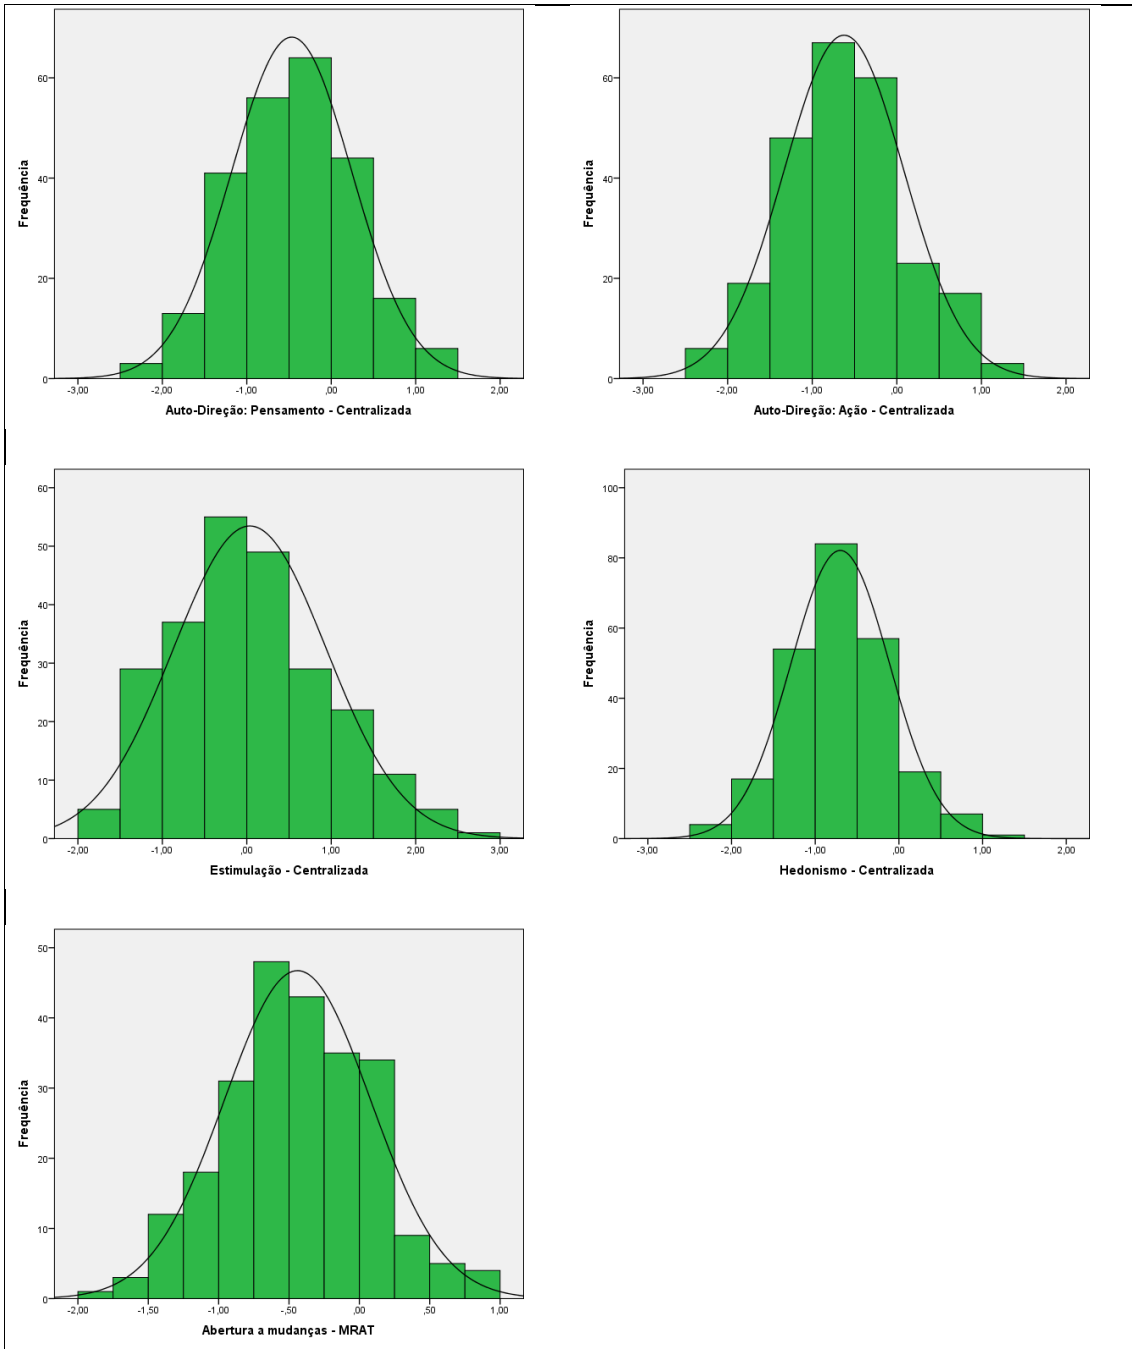 Frequência
60
40
20
0
-3,00 -2,00 -1,00 ,00 1,00 2,00
Auto-Direção: Pensamento - Centralizada
Frequência
60
40
20
0
-3,00 -2,00 -1,00 ,00 1,00 2,00
Auto-Direção: Ação - Centralizada
Frequência
60
50
40
30
20
10
0
-2,00 -1,00 ,00 1,00 2,00 3,00
Estimulação - Centralizada
Frequência
100
80
60
40
20
0
-3,00 -2,00 -1,00 ,00 1,00 2,00
Hedonismo - Centralizada
Frequência
50
40
30
20
10
0
-2,00 -1,50 -1,00 -,50 ,00 ,50 1,00
Abertura a mudanças - MRAT